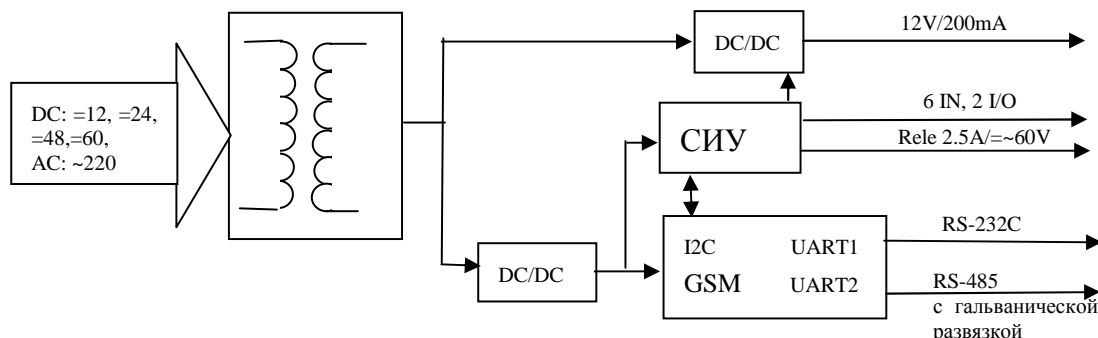 DC: =12, =24,
=48,=60,
AC: ~220
DC/DC
12V/200mA
СИУ
6 IN, 2 I/O
Rele 2.5A/=~60V
DC/DC
I2C
UART1
GSM
UART2
RS-232C
RS-485
с гальванической
развязкой